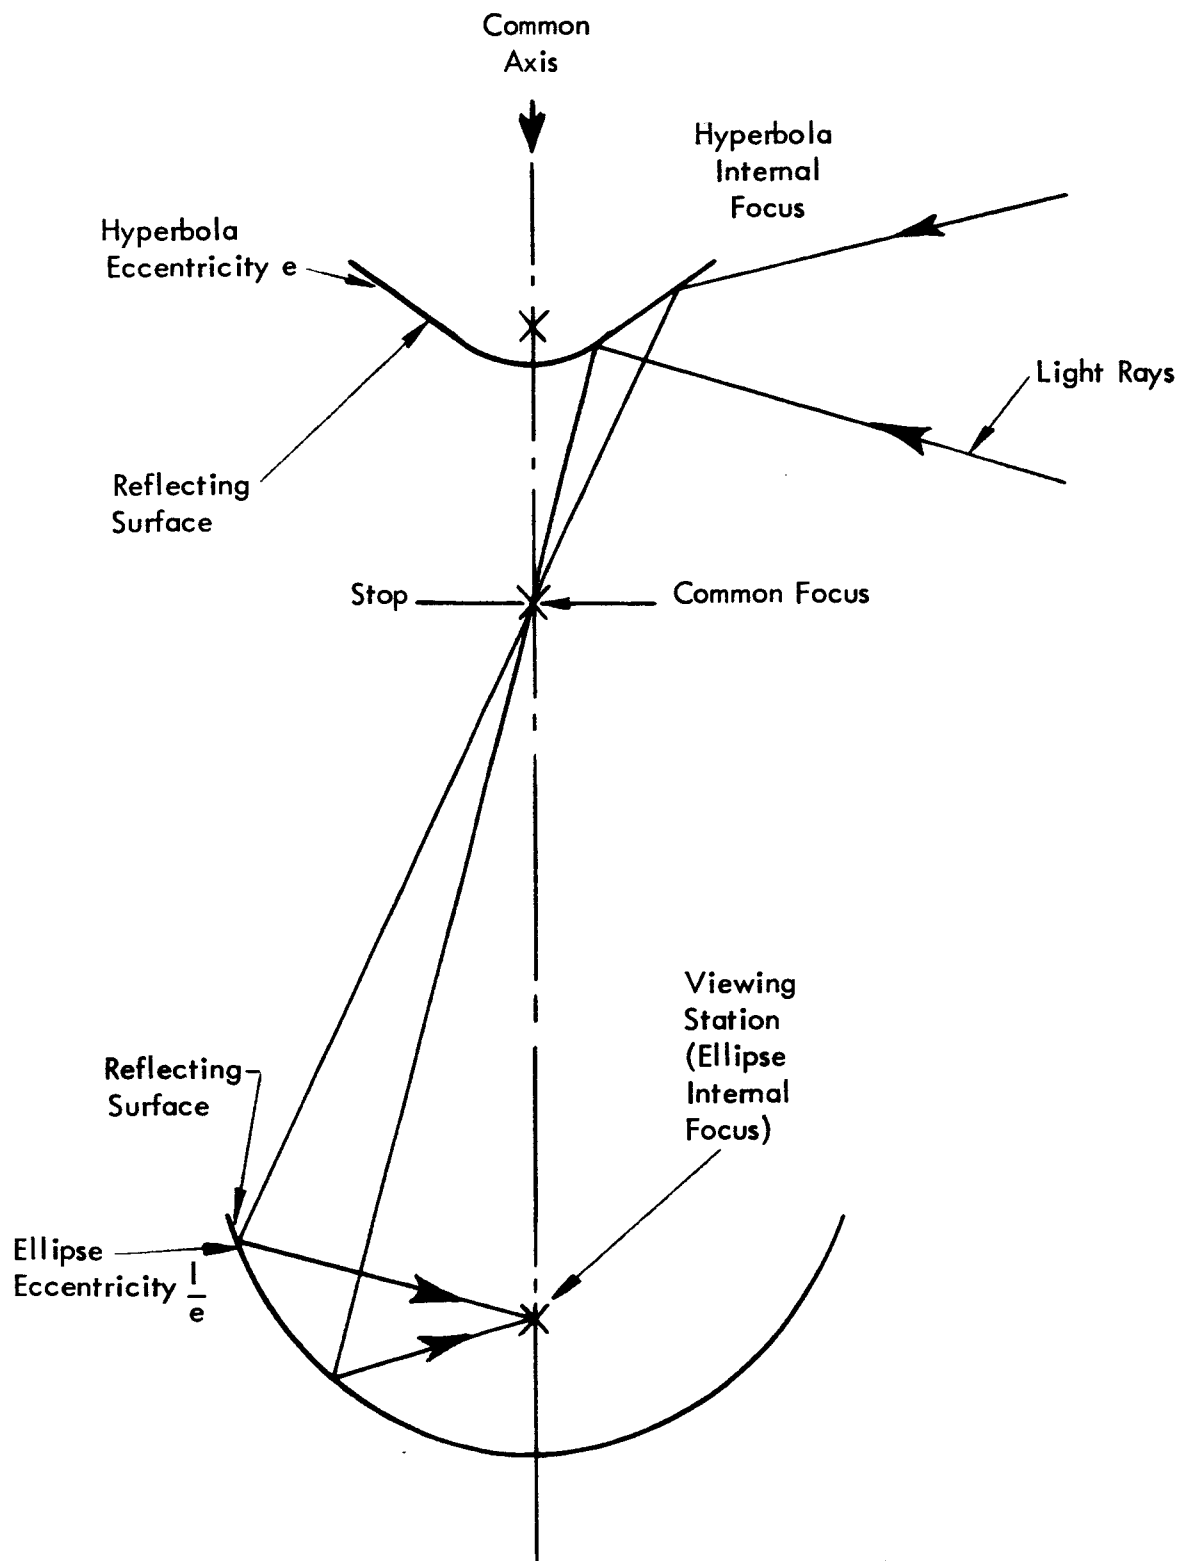 Common
Axis
Hyperbola
Internal
Focus
Hyperbola
Eccentricity e
Light Rays
Reflecting
Surface
Stop
Common Focus
Viewing
Station
(Ellipse
Internal
Focus)
Reflecting
Surface
Ellipse
Eccentricity 1/e